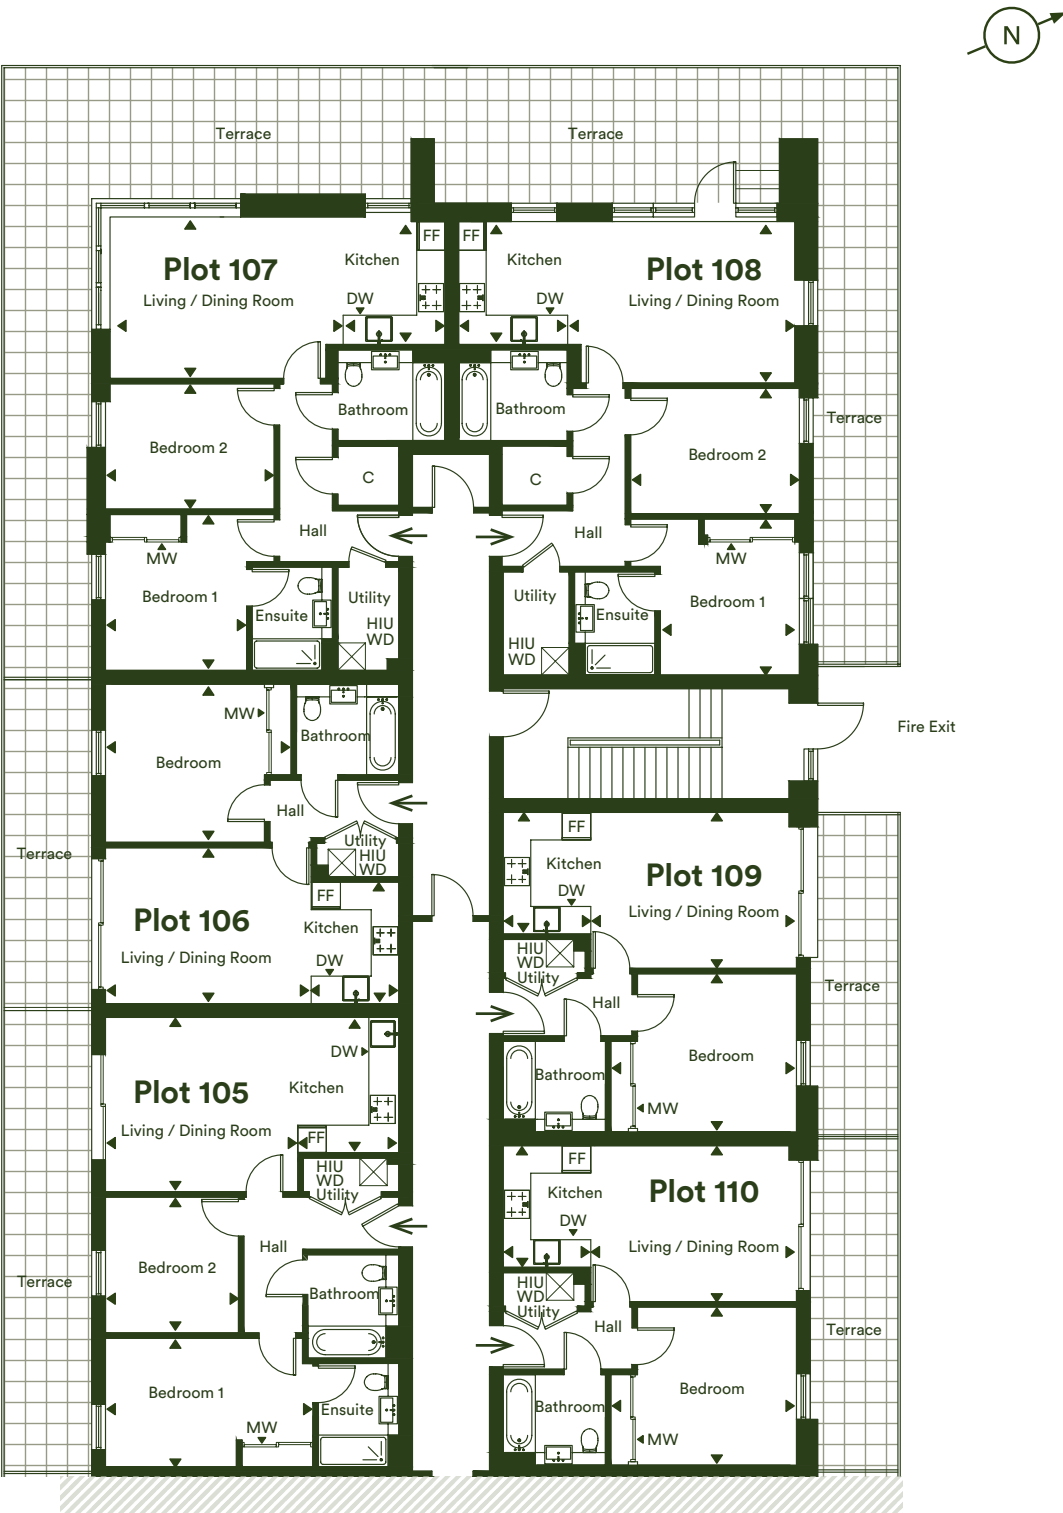 N
Terrace
Terrace
FF
FF
Kitchen
Kitchen
Plot 107
Living / Dining Room
Plot 108
Living / Dining Room
DW
DW
Bathroom
Bathroom
Terrace
Bedroom 2
Bedroom 2
C
C
Hall
Hall
MW
MW
Bedroom 1
Ensuite
Utility
HIU
WD
Utility
HIU
WD
Ensuite
Bedroom 1
MW
Bathroom
Fire Exit
Bedroom
Hall
Utility
HIU
WD
FF
Terrace
Kitchen
Plot 109
Living / Dining Room
DW
FF
Plot 106
Living / Dining Room
Kitchen
DW
HIU
WD
Utility
Hall
Terrace
DW
Bedroom
Bathroom
Kitchen
Plot 105
Living / Dining Room
MW
FF
HIU
WD
Utility
FF
Kitchen
Plot 110
Living / Dining Room
DW
Hall
Bedroom 2
Terrace
Bathroom
HIU
WD
Utility
Hall
Terrace
Bedroom 1
Ensuite
MW
Bedroom
Bathroom
MW